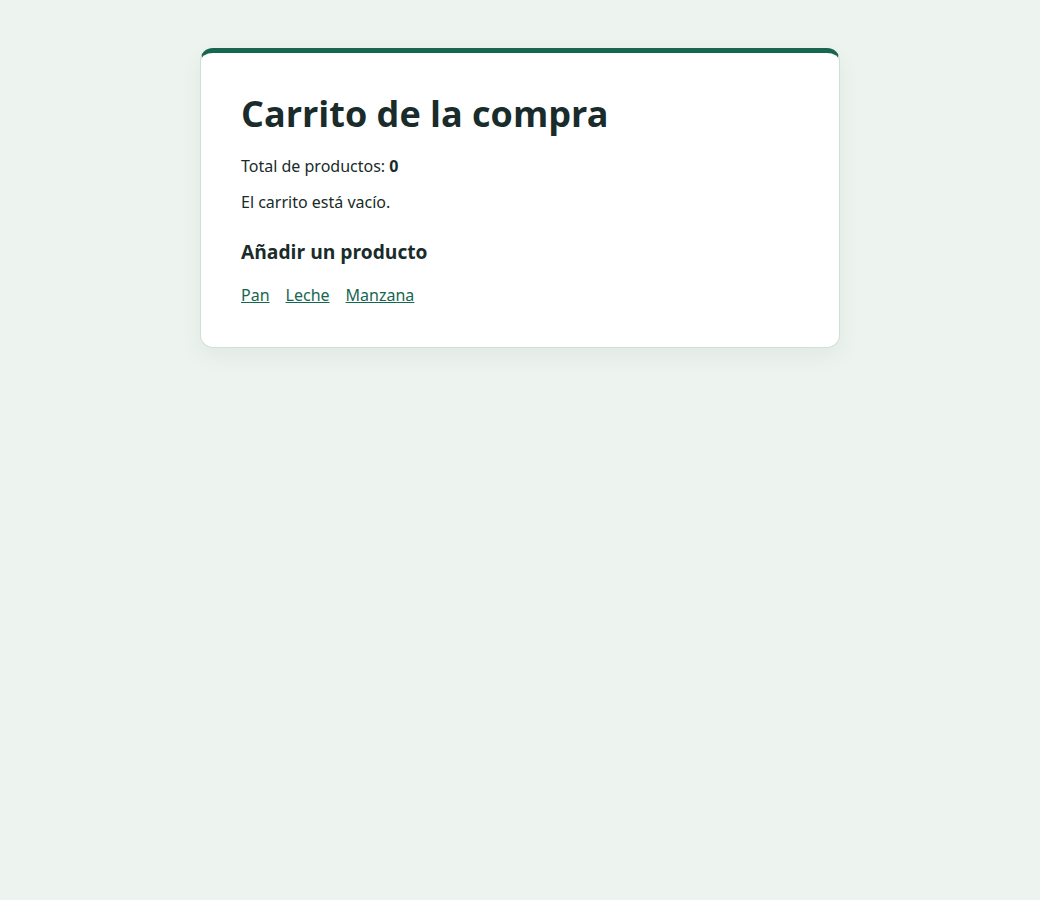 Carrito de la compra
Total de productos: 0
El carrito está vacío.
Añadir un producto
Pan Leche Manzana